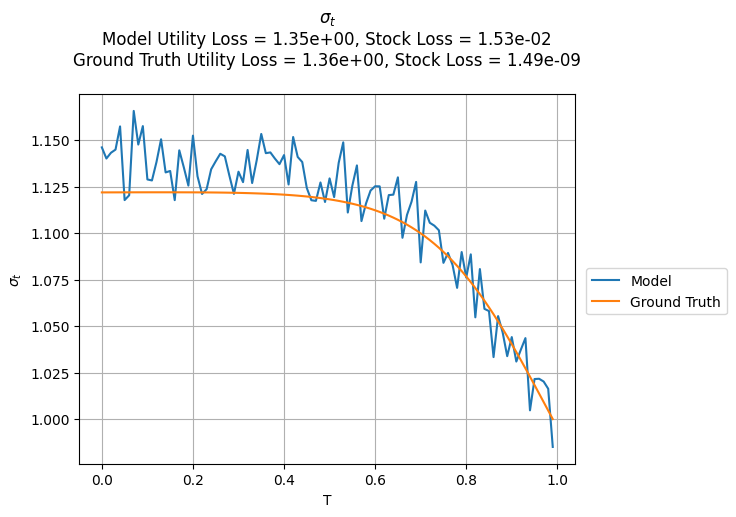 σₜ
Model Utility Loss = 1.35e+00, Stock Loss = 1.53e-02
Ground Truth Utility Loss = 1.36e+00, Stock Loss = 1.49e-09
1.150
1.125
1.100
1.075
1.050
1.025
1.000
σₜ
0.0 0.2 0.4 0.6 0.8 1.0
T
Model
Ground Truth